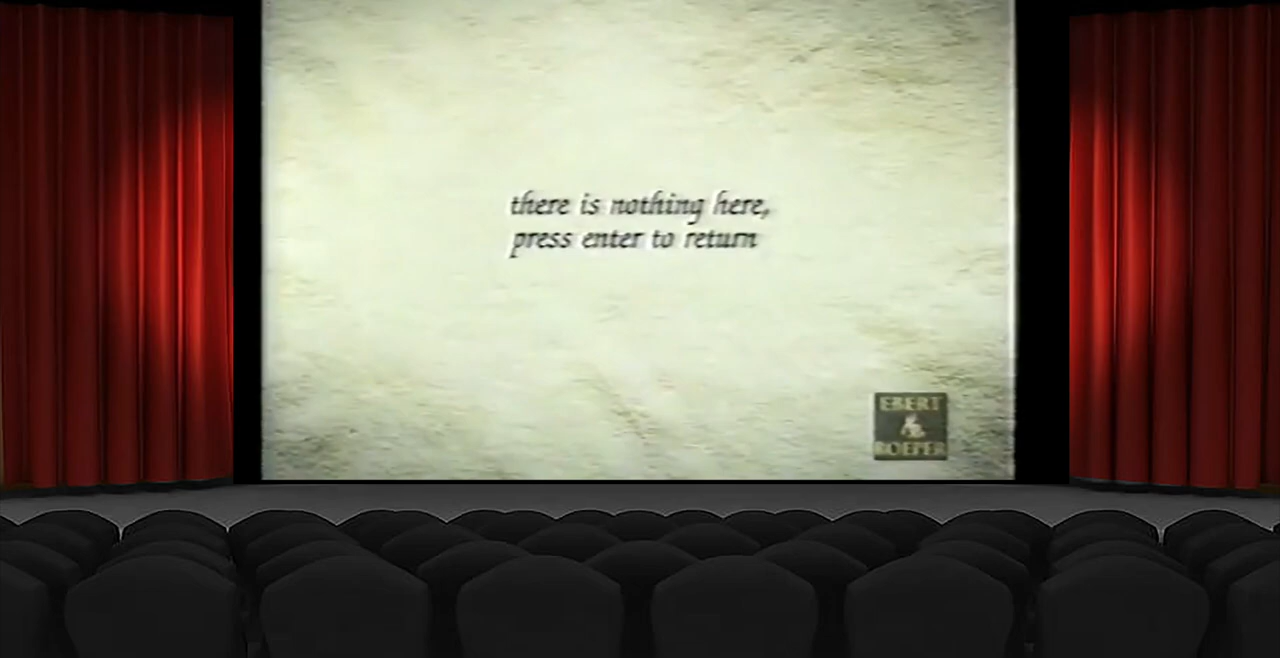 there is nothing here,
press enter to return
EBERT
&
ROEPER